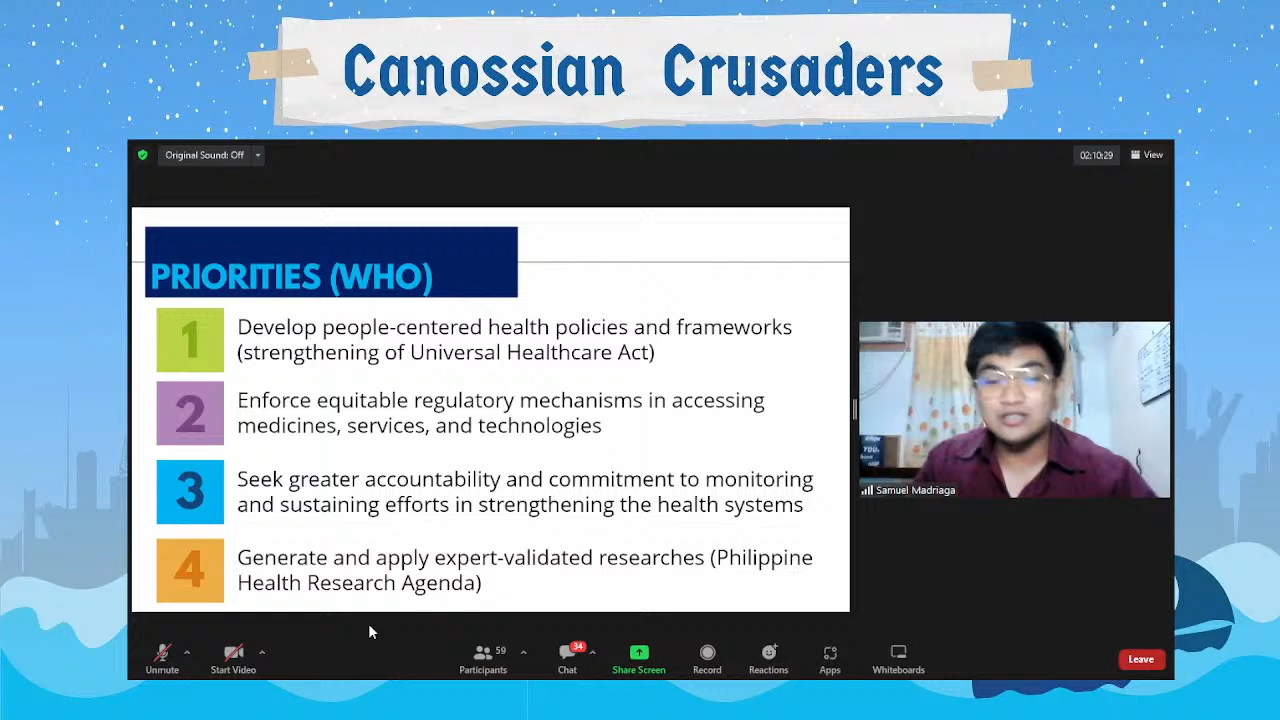 Canossian Crusaders
Original Sound: Off
02:10:29
View
PRIORITIES (WHO)
1
Develop people-centered health policies and frameworks
(strengthening of Universal Healthcare Act)
2
Enforce equitable regulatory mechanisms in accessing
medicines, services, and technologies
3
Seek greater accountability and commitment to monitoring
and sustaining efforts in strengthening the health systems
4
Generate and apply expert-validated researches (Philippine
Health Research Agenda)
YOU.
Samuel Madriaga
Unmute
Start Video
59
Participants
34
Chat
Share Screen
Record
Reactions
Apps
Whiteboards
Leave